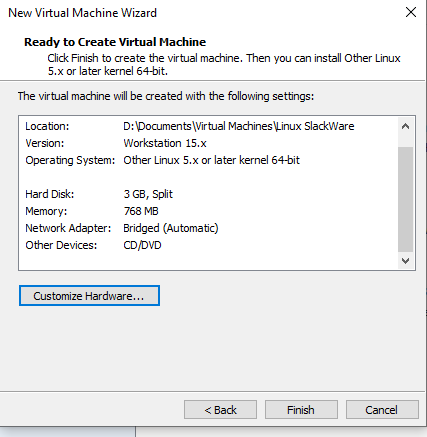 New Virtual Machine Wizard
Ready to Create Virtual Machine
Click Finish to create the virtual machine. Then you can install Other Linux
5.x or later kernel 64-bit.
The virtual machine will be created with the following settings:
Location: D:\Documents\Virtual Machines\Linux SlackWare
Version: Workstation 15.x
Operating System: Other Linux 5.x or later kernel 64-bit
Hard Disk: 3 GB, Split
Memory: 768 MB
Network Adapter: Bridged (Automatic)
Other Devices: CD/DVD
Customize Hardware...
< Back Finish Cancel